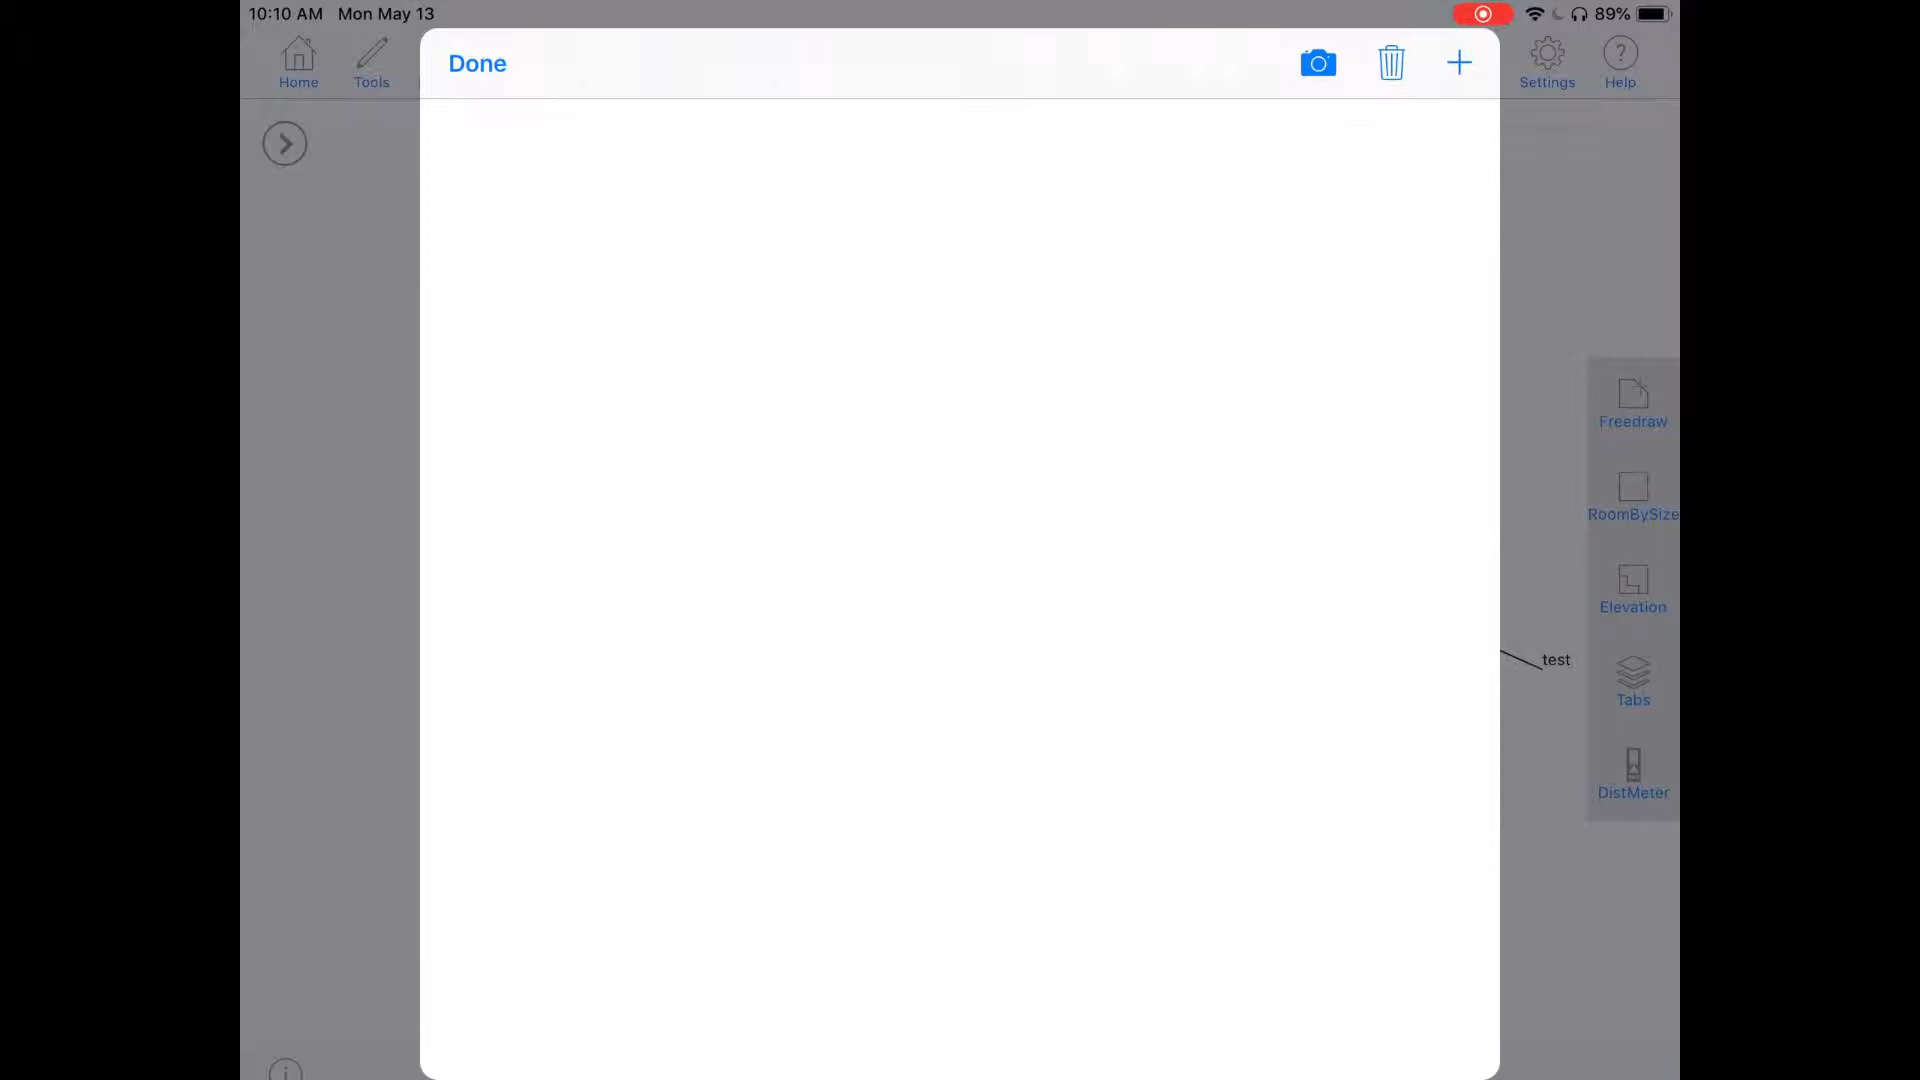 10:10 AM Mon May 13
89%
Home
Tools
Done
Settings
? Help
Freedraw
RoomBySize
Elevation
test
Tabs
DistMeter